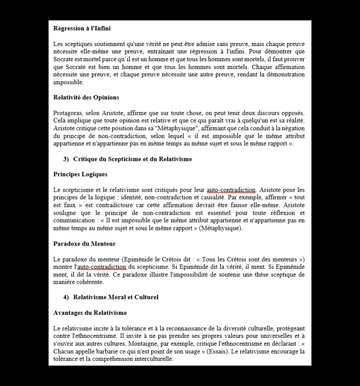 Régression à l'Infini
Les sceptiques soutiennent qu'une vérité ne peut être admise sans preuve, mais chaque preuve
nécessite elle-même une preuve, entraînant une régression à l'infini. Pour démontrer que
Socrate est mortel parce qu'il est un homme et que tous les hommes sont mortels, il faut prouver
que Socrate est bien un homme et que tous les hommes sont mortels. Chaque affirmation
nécessite une preuve, et chaque preuve nécessite une autre preuve, rendant la démonstration
impossible.
Relativité des Opinions
Protagoras, selon Aristote, affirme que sur toute chose, on peut tenir deux discours opposés.
Cela implique que toute opinion est relative et que ce qui paraît vrai à quelqu'un est sa réalité.
Aristote critique cette position dans sa "Métaphysique", affirmant que cela conduit à la négation
du principe de non-contradiction, selon lequel « il est impossible que le même attribut
appartienne et n'appartienne pas en même temps au même sujet et sous le même rapport ».
3) Critique du Scepticisme et du Relativisme
Principes Logiques
Le scepticisme et le relativisme sont critiqués pour leur auto-contradiction. Aristote pose les
principes de la logique : identité, non-contradiction et causalité. Par exemple, affirmer « tout
est faux » est contradictoire car cette affirmation devrait être fausse elle-même. Aristote
souligne que le principe de non-contradiction est essentiel pour toute réflexion et
communication : « Il est impossible que le même attribut appartienne et n'appartienne pas en
même temps au même sujet et sous le même rapport » (Métaphysique).
Paradoxe du Menteur
Le paradoxe du menteur (Epiménide le Crétois dit : « Tous les Crétois sont des menteurs »)
montre l'auto-contradiction du scepticisme. Si Epiménide dit la vérité, il ment. Si Epiménide
ment, il dit la vérité. Ce paradoxe illustre l'impossibilité de soutenir une thèse sceptique de
manière cohérente.
4) Relativisme Moral et Culturel
Avantages du Relativisme
Le relativisme incite à la tolérance et à la reconnaissance de la diversité culturelle, protégeant
contre l'ethnocentrisme. Il invite à ne pas prendre ses propres valeurs pour universelles et à
s'ouvrir aux autres cultures. Montaigne, par exemple, critique l'ethnocentrisme en déclarant : «
Chacun appelle barbarie ce qui n'est point de son usage » (Essais). Le relativisme encourage la
tolérance et la compréhension interculturelle.